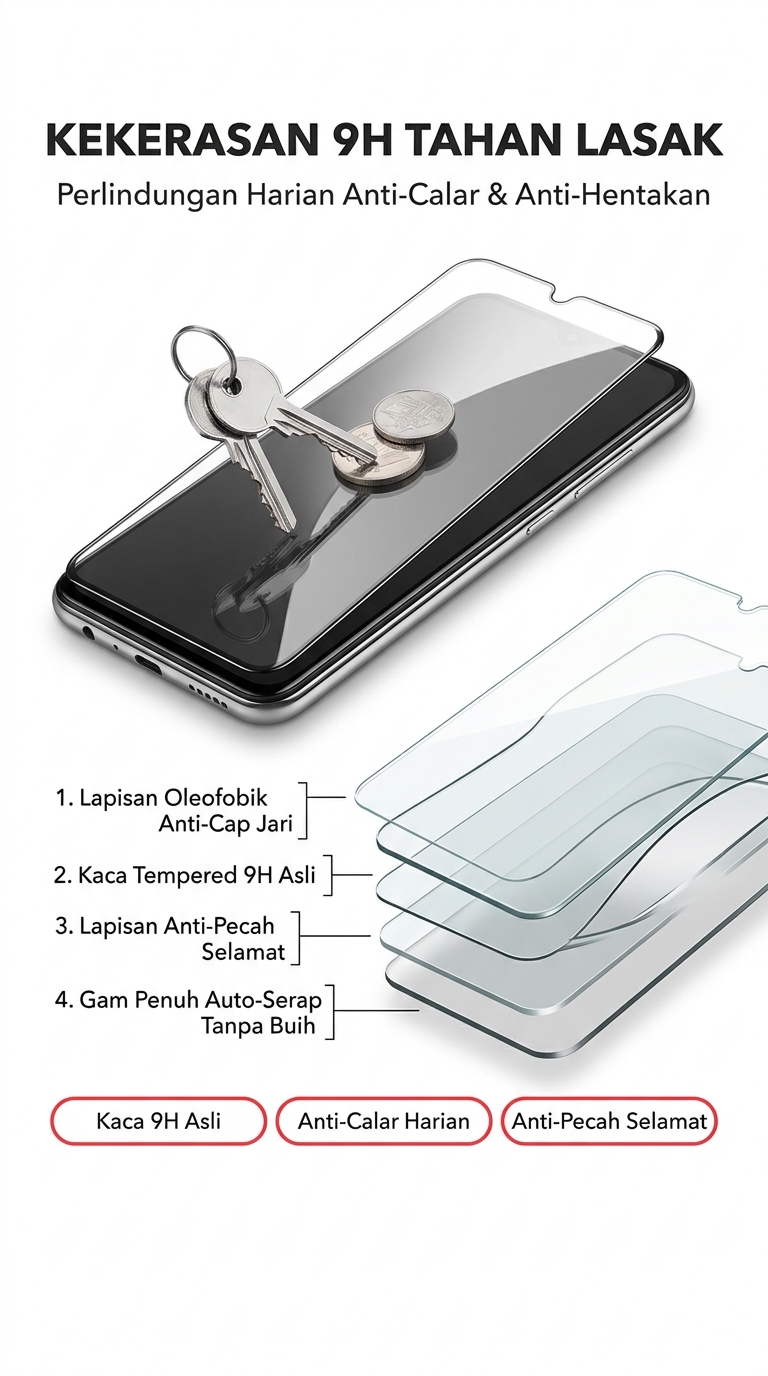 KEKERASAN 9H TAHAN LASAK
Perlindungan Harian Anti-Calar & Anti-Hentakan
1. Lapisan Oleofobik
Anti-Cap Jari
2. Kaca Tempered 9H Asli
3. Lapisan Anti-Pecah
Selamat
4. Gam Penuh Auto-Serap
Tanpa Buih
Kaca 9H Asli
Anti-Calar Harian
Anti-Pecah Selamat